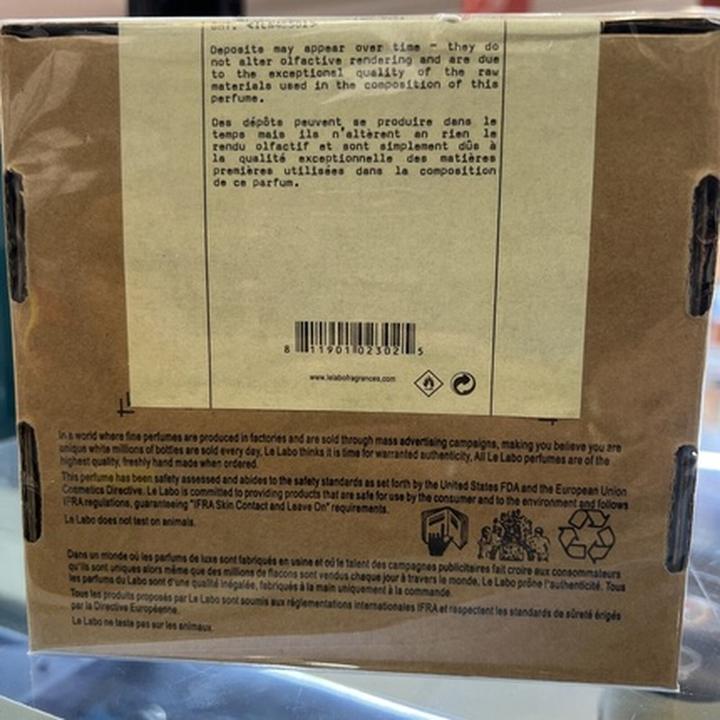 Deposits may appear over time - they do
not alter olfactive rendering and are due
to the exceptional quality of the raw
materials used in the composition of this
perfume.
Des dépôts peuvent se produire dans le
temps mais ils n'altèrent en rien le
rendu olfactif et sont simplement dûs à
la qualité exceptionnelle des matières
premières utilisées dans la composition
de ce parfum.
8 11901 02302 5
www.lelabofragrances.com
In a world where fine perfumes are produced in factories and are sold through mass advertising campaigns, making you believe you are
unique while millions of bottles are sold every day, Le Labo thinks it is time for warranted authenticity. All Le Labo perfumes are of the
highest quality, freshly hand made when ordered.
This perfume has been safety assessed and abides to the safety standards as set forth by the United States FDA and the European Union
Cosmetics Directive. Le Labo is committed to providing products that are safe for use by the consumer and to the environment and follows
IFRA regulations, guaranteeing "IFRA Skin Contact and Leave On" requirements.
Le Labo does not test on animals.
Dans un monde où les parfums de luxe sont fabriqués en usine et où le talent des campagnes publicitaires fait croire aux consommateurs
qu'ils sont uniques alors même que des millions de flacons sont vendus chaque jour à travers le monde, Le Labo prône l'authenticité. Tous
les parfums du Labo sont d'une qualité inégalée, fabriqués à la main uniquement à la commande.
Tous les produits proposés par Le Labo sont soumis aux réglementations internationales IFRA et respectent les standards de sûreté érigés
par la Directive Européenne.
Le Labo ne teste pas sur les animaux.